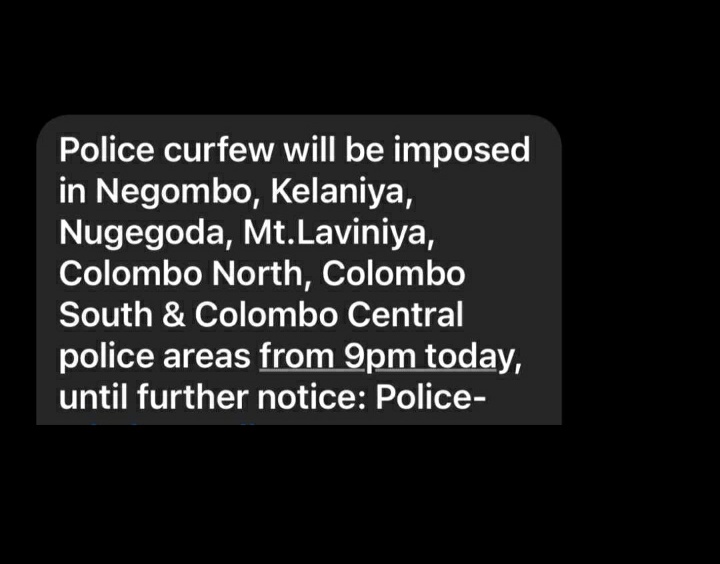 Police curfew will be imposed
in Negombo, Kelaniya,
Nugegoda, Mt.Laviniya,
Colombo North, Colombo
South & Colombo Central
police areas from 9pm today,
until further notice: Police-